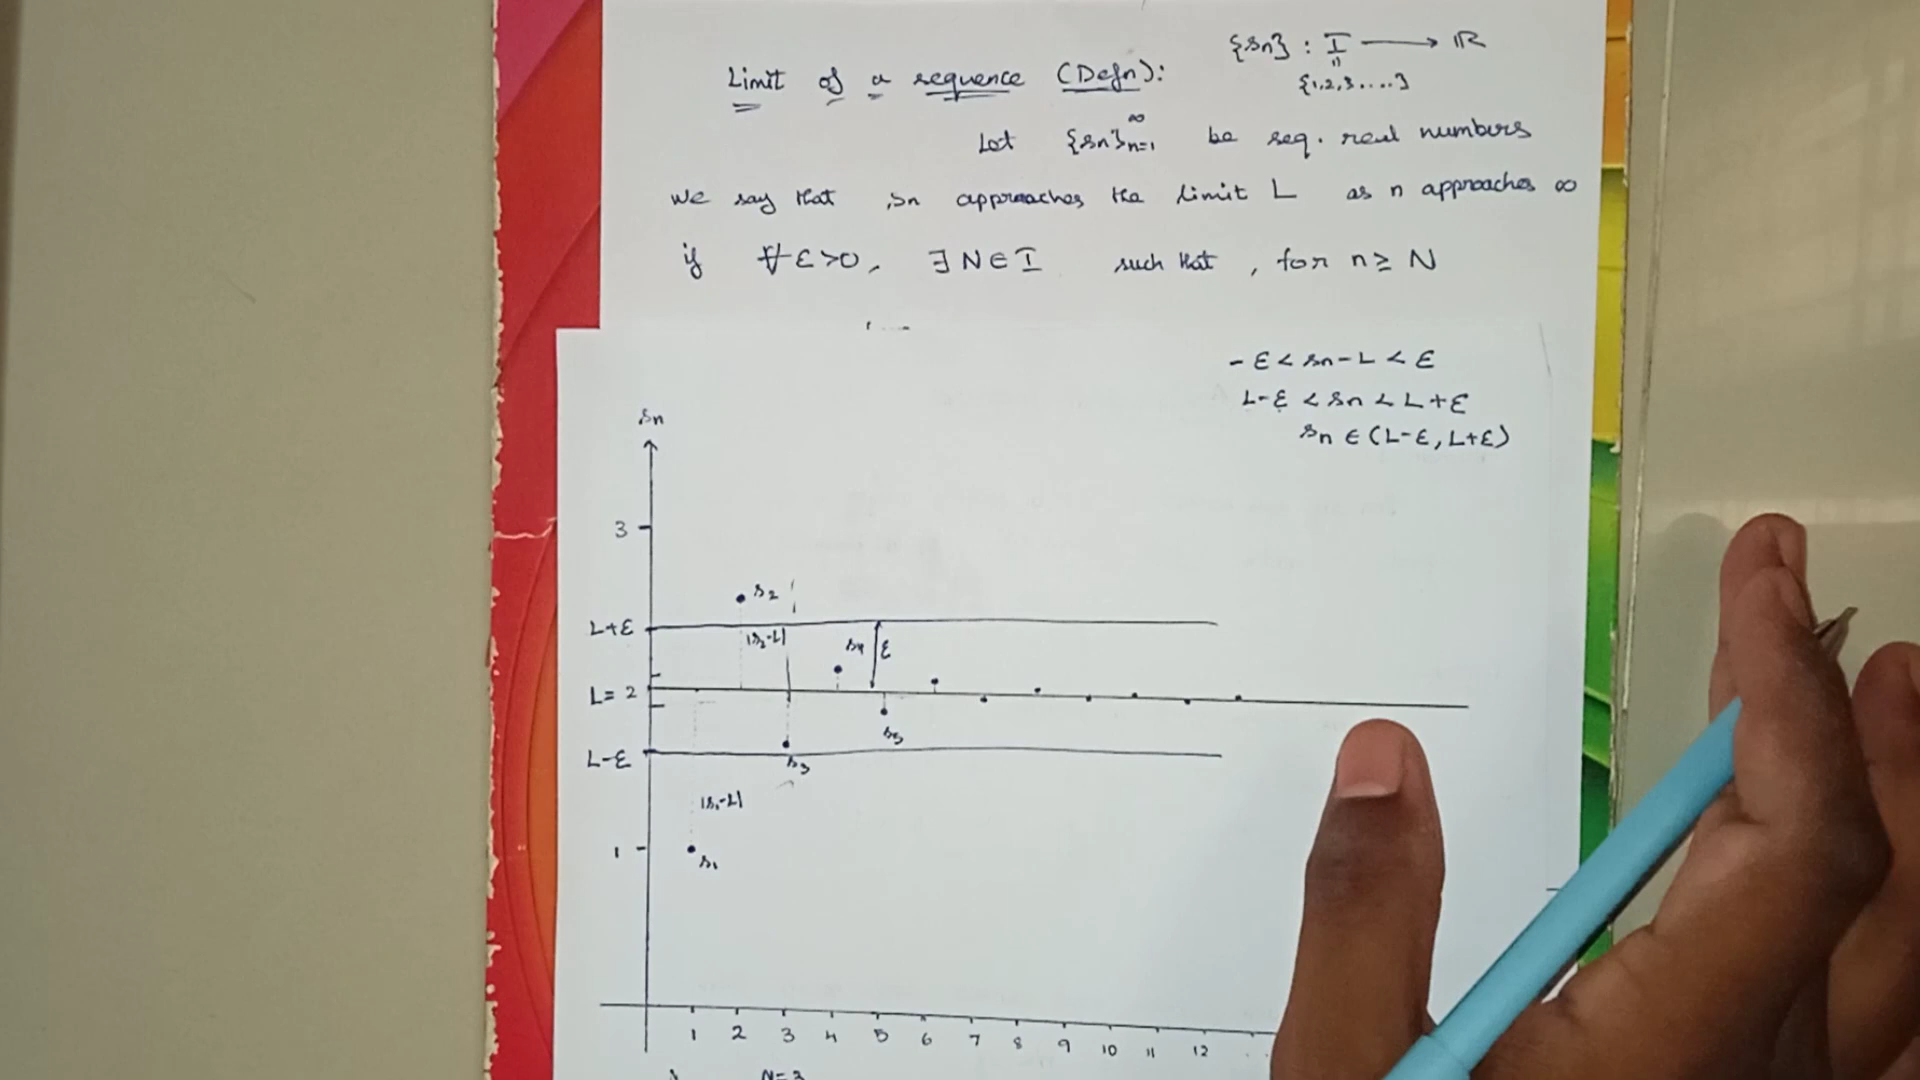 {sn} : I → R
Limit of a sequence (Defn):
{1,2,3....}
Let {sn}∞n=1 be seq. real numbers
we say that sn approaches the limit L as n approaches ∞
if ∀ ε>0, ∃ N∈I such that, for n≥N
-ε < sn-L < ε
L-ε < sn < L+ε
sn ∈ (L-ε, L+ε)
sn
3
s2
L+ε
|s2-L|
s4 ε
L= 2
s5
L-ε
s3
|s1-L|
1
s1
1 2 3 4 5 6 7 8 9 10 11 12 ..
N=3